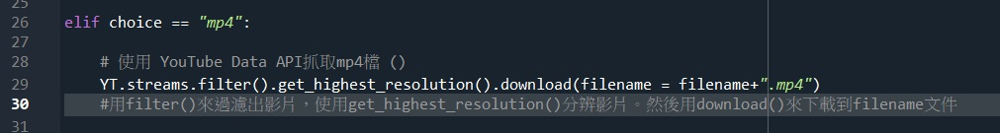 25
26 elif choice == "mp4":
27
28 # 使用 YouTube Data API抓取mp4檔 ()
29 YT.streams.filter().get_highest_resolution().download(filename = filename+".mp4")
30 #用filter()來過濾出影片，使用get_highest_resolution()分辨影片。然後用download()來下載到filename文件
31